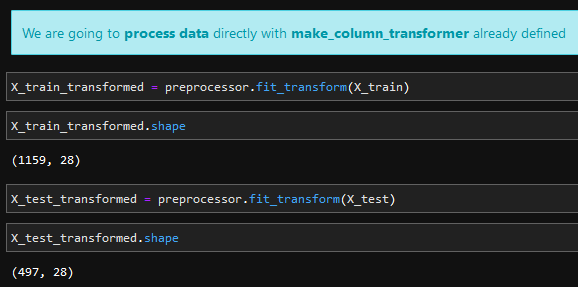 We are going to process data directly with make_column_transformer already defined
X_train_transformed = preprocessor.fit_transform(X_train)
X_train_transformed.shape
(1159, 28)
X_test_transformed = preprocessor.fit_transform(X_test)
X_test_transformed.shape
(497, 28)